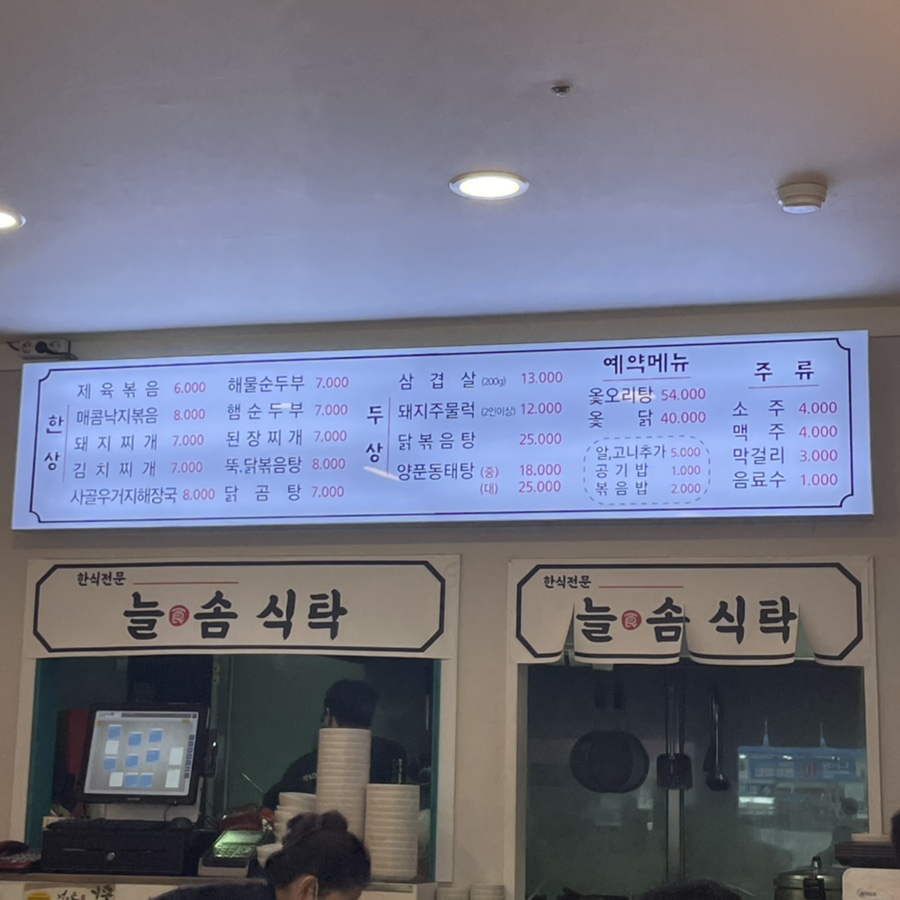 한상
제육볶음 6.000
매콤낙지볶음 8.000
돼지찌개 7.000
김치찌개 7.000
사골우거지해장국 8.000
해물순두부 7.000
햄순두부 7.000
된장찌개 7.000
뚝.닭볶음탕 8.000
닭곰탕 7.000
두상
삼겹살 (200g) 13.000
돼지주물럭 (2인이상) 12.000
닭볶음탕 25.000
양푼동태탕 (중) 18.000
(대) 25.000
예약메뉴
옻오리탕 54.000
옻닭 40.000
알,고니추가 5.000
공기밥 1.000
볶음밥 2.000
주류
소주 4.000
맥주 4.000
막걸리 3.000
음료수 1.000
한식전문
늘食솜 식탁
한식전문
늘食솜 식탁